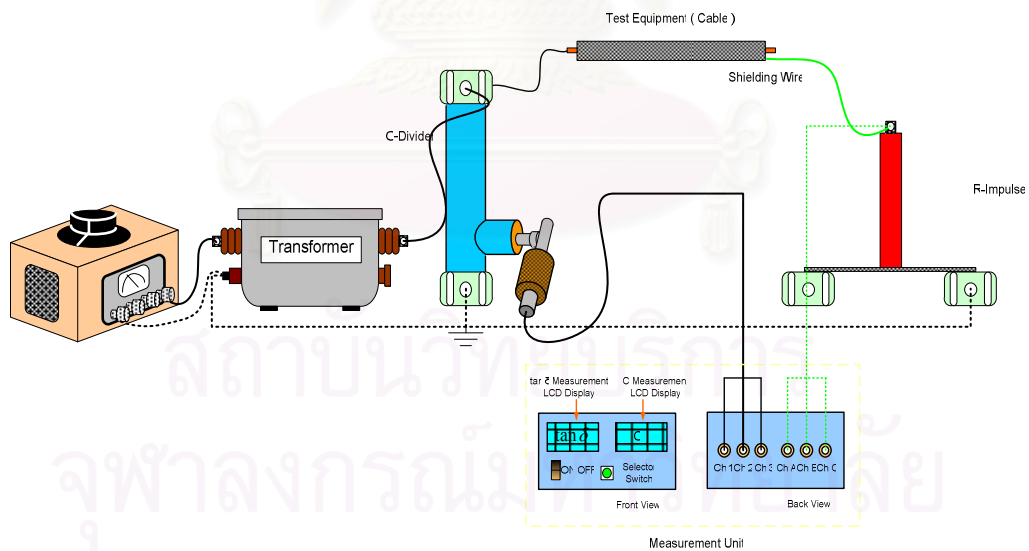 Test Equipment ( Cable )
Shielding Wire
C-Divider
R-Impulse
Transformer
tan δ Measurement
LCD Display
C Measuremen
LCD Display
tan δ
C
ON OFF
Selector
Switch
Front View
Ch 1 Ch 2 Ch 3 Ch A Ch B Ch C
Back View
Measurement Unit
สถาบันวิทยบริการ
จุฬาลงกรณ์มหาวิทยาลัย